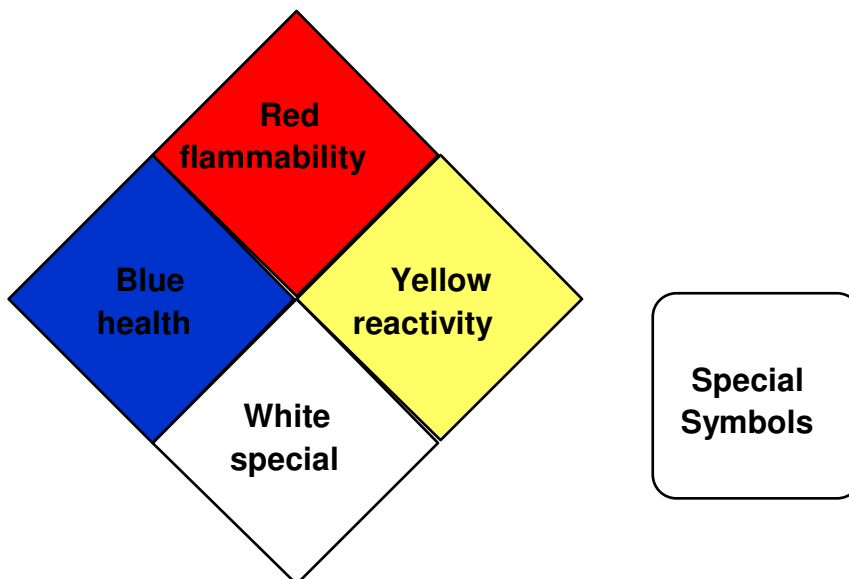 Red
flammability
Blue
health
Yellow
reactivity
White
special
Special
Symbols